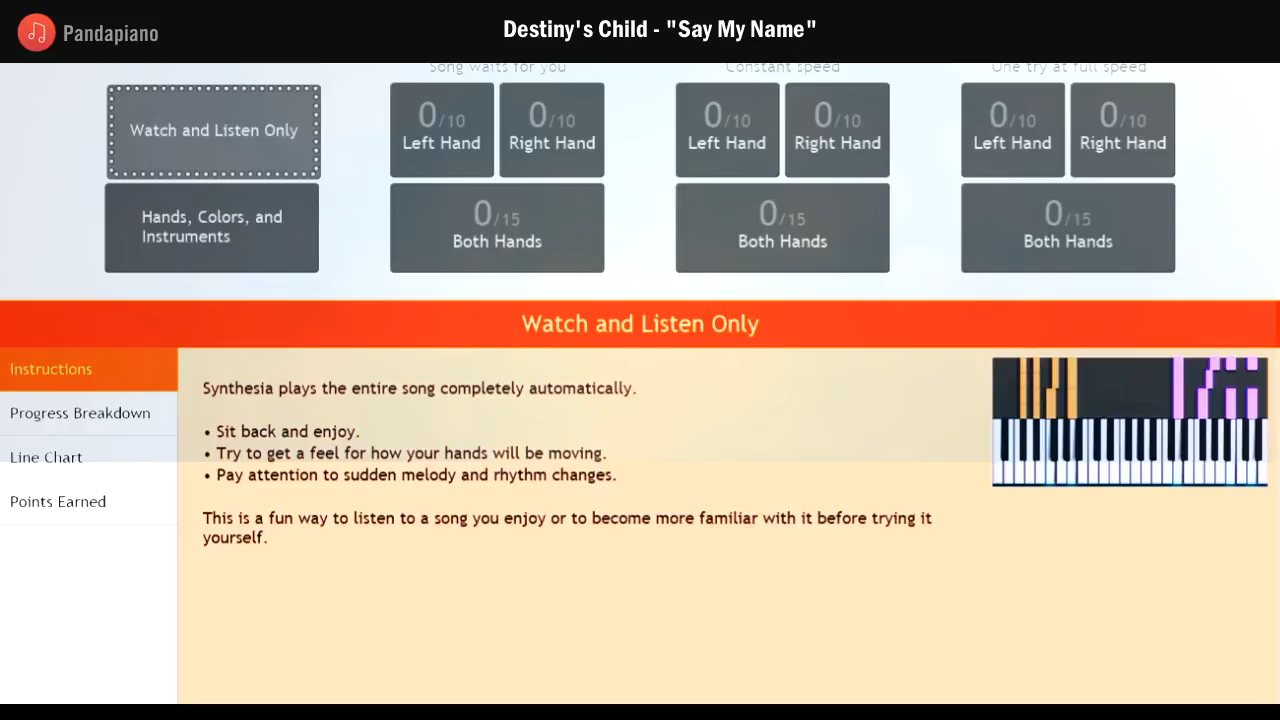 Pandapiano
Destiny's Child - "Say My Name"
Song waits for you
Constant speed
One try at full speed
Watch and Listen Only
0/10
Left Hand
0/10
Right Hand
0/10
Left Hand
0/10
Right Hand
0/10
Left Hand
0/10
Right Hand
Hands, Colors, and
Instruments
0/15
Both Hands
0/15
Both Hands
0/15
Both Hands
Watch and Listen Only
Instructions
Progress Breakdown
Line Chart
Points Earned
Synthesia plays the entire song completely automatically.
• Sit back and enjoy.
• Try to get a feel for how your hands will be moving.
• Pay attention to sudden melody and rhythm changes.
This is a fun way to listen to a song you enjoy or to become more familiar with it before trying it
yourself.